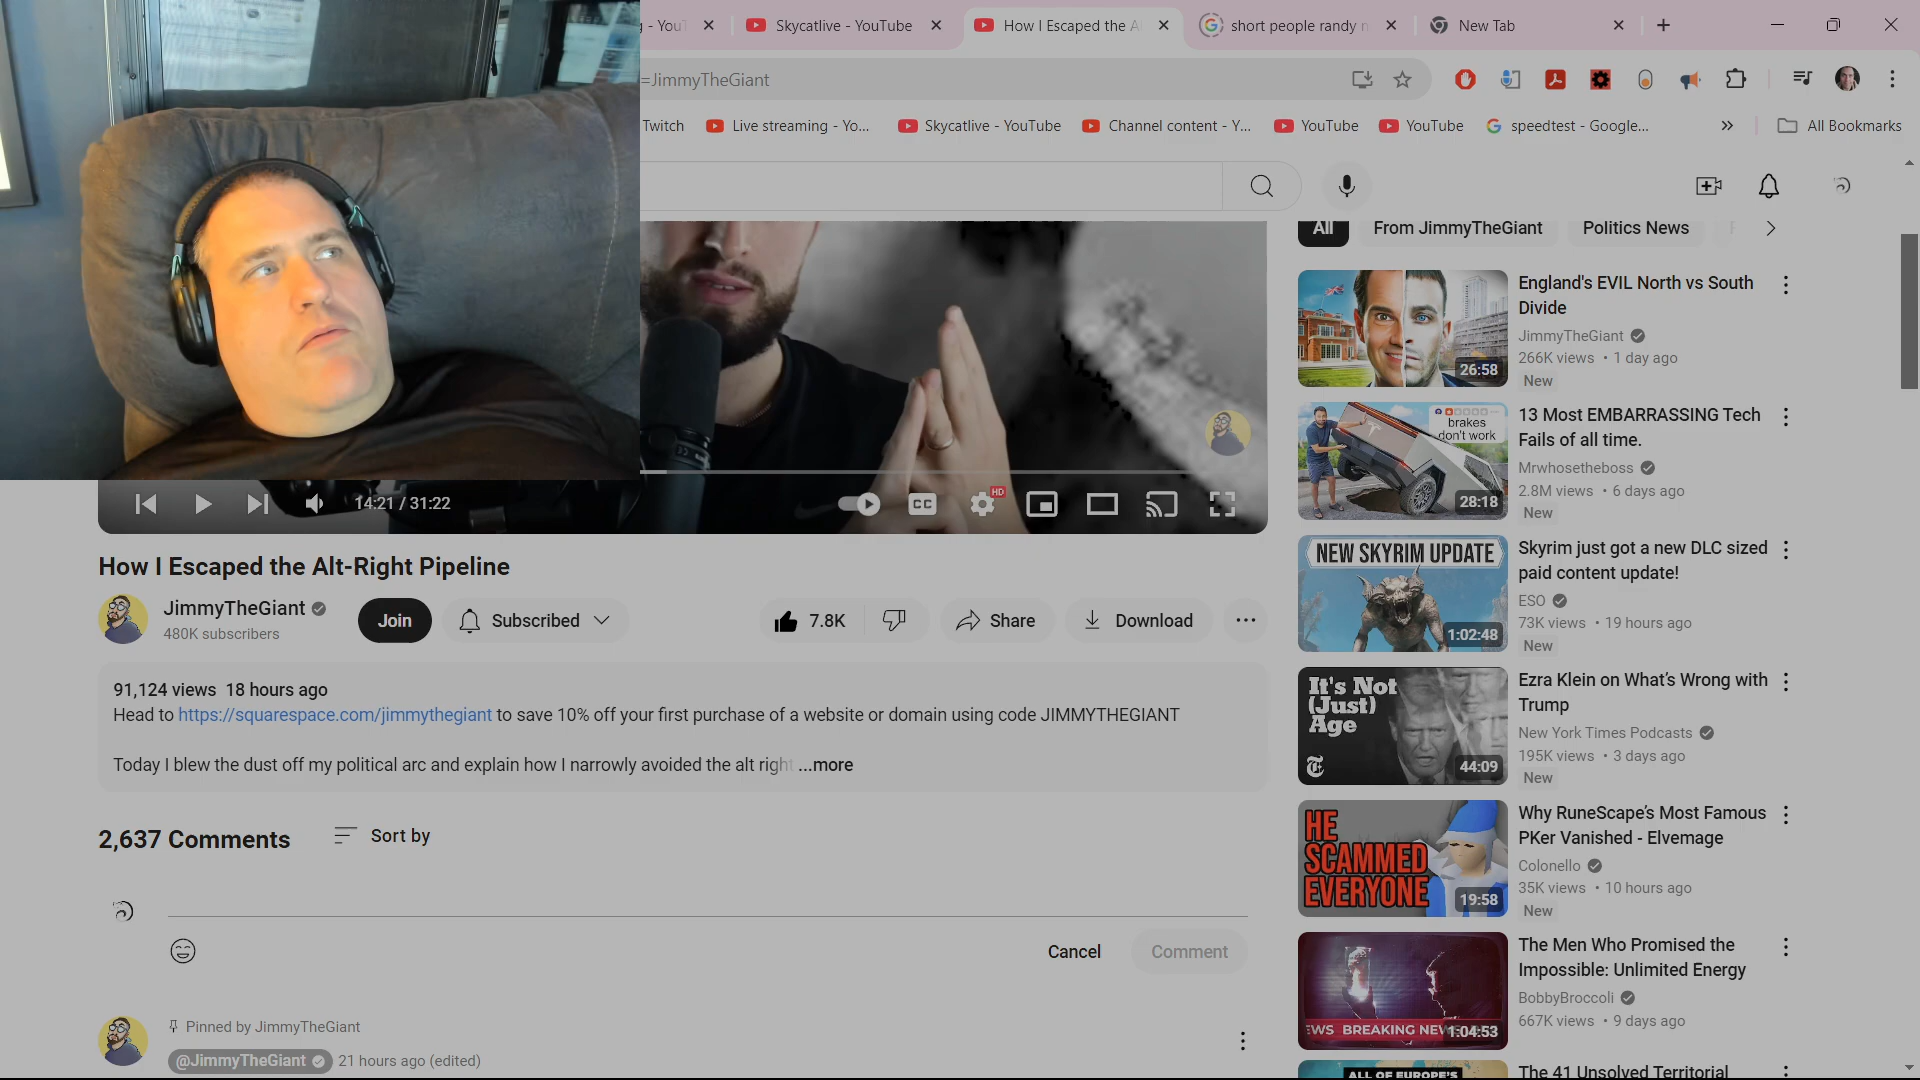 g - YouT
Skycatlive - YouTube
How I Escaped the A
short people randy n
New Tab
=JimmyTheGiant
Twitch
Live streaming - Yo...
Skycatlive - YouTube
Channel content - Y...
YouTube
YouTube
speedtest - Google...
All Bookmarks
All
From JimmyTheGiant
Politics News
England's EVIL North vs South
Divide
JimmyTheGiant
266K views • 1 day ago
New
26:58
brakes
don't work
28:18
13 Most EMBARRASSING Tech
Fails of all time.
Mrwhosetheboss
2.8M views • 6 days ago
New
NEW SKYRIM UPDATE
1:02:48
Skyrim just got a new DLC sized
paid content update!
ESO
73K views • 19 hours ago
New
It's Not
(Just)
Age
44:09
Ezra Klein on What's Wrong with
Trump
New York Times Podcasts
195K views • 3 days ago
New
HE
SCAMMED
EVERYONE
19:58
Why RuneScape's Most Famous
PKer Vanished - Elvemage
Colonello
35K views • 10 hours ago
New
EWS BREAKING NEW
1:04:53
The Men Who Promised the
Impossible: Unlimited Energy
BobbyBroccoli
667K views • 9 days ago
ALL OF EUROPE'S
The 41 Unsolved Territorial
14:21 / 31:22
CC
HD
How I Escaped the Alt-Right Pipeline
JimmyTheGiant
480K subscribers
Join
Subscribed
7.8K
Share
Download
91,124 views 18 hours ago
Head to https://squarespace.com/jimmythegiant to save 10% off your first purchase of a website or domain using code JIMMYTHEGIANT
Today I blew the dust off my political arc and explain how I narrowly avoided the alt right ...more
2,637 Comments
Sort by
Cancel
Comment
Pinned by JimmyTheGiant
@JimmyTheGiant
21 hours ago (edited)